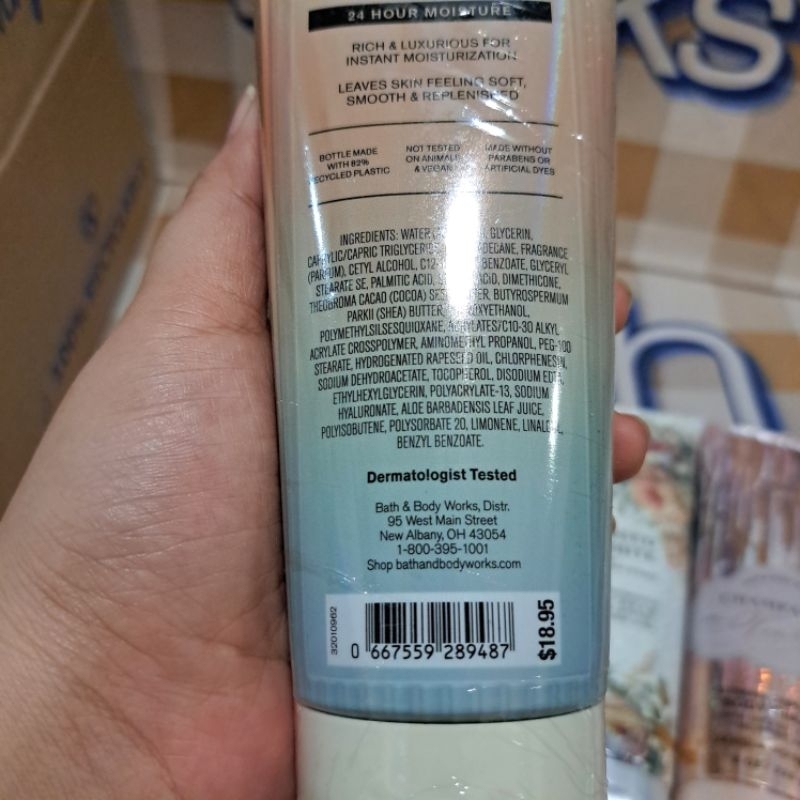 24 HOUR MOISTURE
RICH & LUXURIOUS FOR
INSTANT MOISTURIZATION
LEAVES SKIN FEELING SOFT,
SMOOTH & REPLENISHED
BOTTLE MADE
WITH 82%
RECYCLED PLASTIC
NOT TESTED
ON ANIMALS
& VEGAN
MADE WITHOUT
PARABENS OR
ARTIFICIAL DYES
INGREDIENTS: WATER GLYCERIN,
CAPRYLIC/CAPRIC TRIGLYCERIDE, FRAGRANCE
(PARFUM), CETYL ALCOHOL, C12- BENZOATE, GLYCERYL
STEARATE SE, PALMITIC ACID, ACID, DIMETHICONE,
THEOBROMA CACAO (COCOA) BUTYROSPERMUM
PARKII (SHEA) BUTTER,
POLYMETHYLSILSESQUIOXANE, ACRYLATES/C10-30 ALKYL
ACRYLATE CROSSPOLYMER, AMINOMETHYL PROPANOL, PEG-100
STEARATE, HYDROGENATED RAPESEED OIL, CHLORPHENESIN,
SODIUM DEHYDROACETATE, TOCOPHEROL, DISODIUM EDTA,
ETHYLHEXYLGLYCERIN, POLYACRYLATE-13, SODIUM
HYALURONATE, ALOE BARBADENSIS LEAF JUICE,
POLYISOBUTENE, POLYSORBATE 20, LIMONENE, LINALOOL,
BENZYL BENZOATE.
Dermatologist Tested
Bath & Body Works, Distr.
95 West Main Street
New Albany, OH 43054
1-800-395-1001
Shop bathandbodyworks.com
32010962
0 667559 289487
$18.95